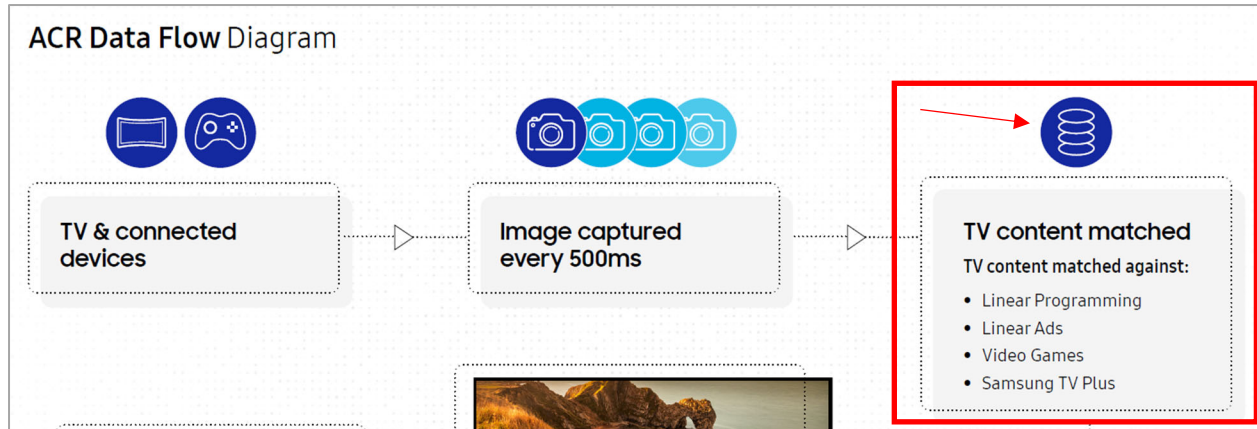 ACR Data Flow Diagram
TV & connected
devices
Image captured
every 500ms
TV content matched
TV content matched against:
• Linear Programming
• Linear Ads
• Video Games
• Samsung TV Plus